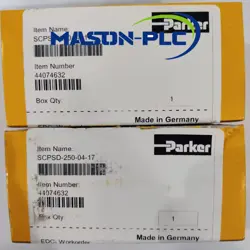 MASON-PLC
Parker
Item Name
Item Number
44074632
Box Qty
1
Made in Germany
Item Name
Parker
SCPSD-250-04-17
Item Number:
44074632
Box Qty
1
Made in Germany